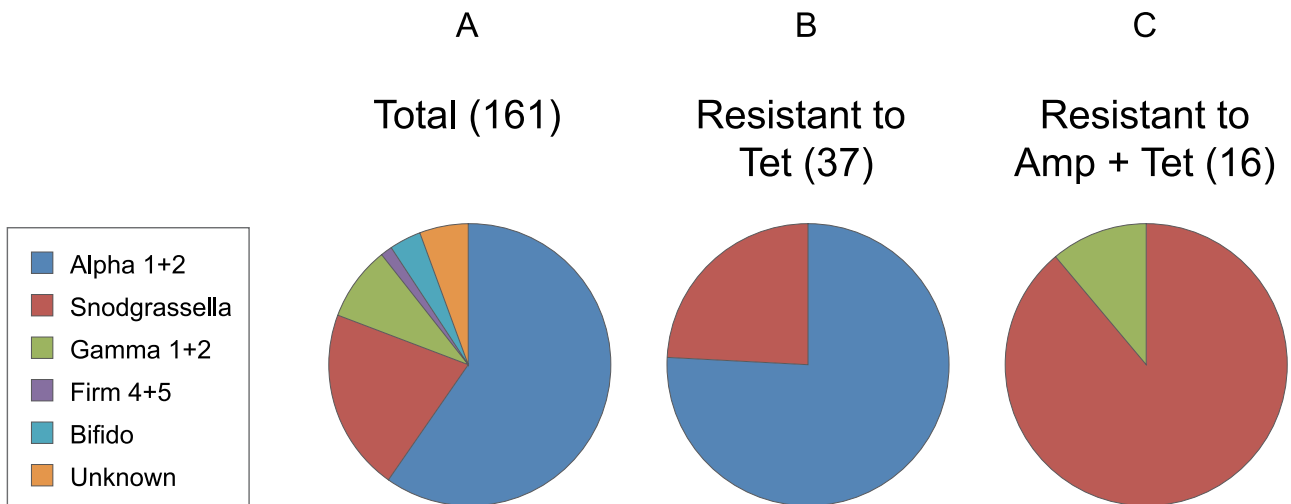 A
B
C
Total (161)
Resistant to
Tet (37)
Resistant to
Amp + Tet (16)
Alpha 1+2
Snodgrassella
Gamma 1+2
Firm 4+5
Bifido
Unknown